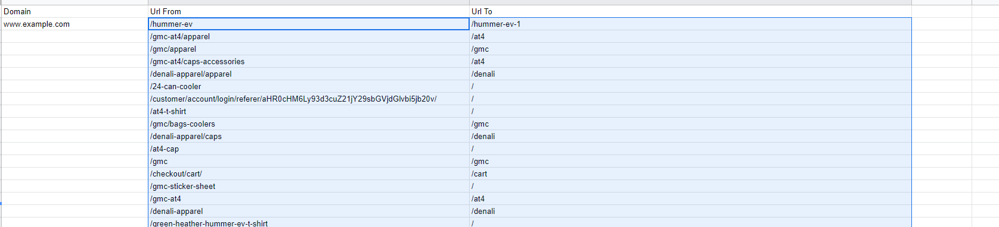 Domain Url From Url To
www.example.com /hummer-ev /hummer-ev-1
/gmc-at4/apparel /at4
/gmc/apparel /gmc
/gmc-at4/caps-accessories /at4
/denali-apparel/apparel /denali
/24-can-cooler /
/customer/account/login/referer/aHR0cHM6Ly93d3cuZ21jY29sbGVjdGlvbi5jb20v/ /
/at4-t-shirt /
/gmc/bags-coolers /gmc
/denali-apparel/caps /denali
/at4-cap /
/gmc /gmc
/checkout/cart/ /cart
/gmc-sticker-sheet /
/gmc-at4 /at4
/denali-apparel /denali
/green-heather-hummer-ev-t-shirt /